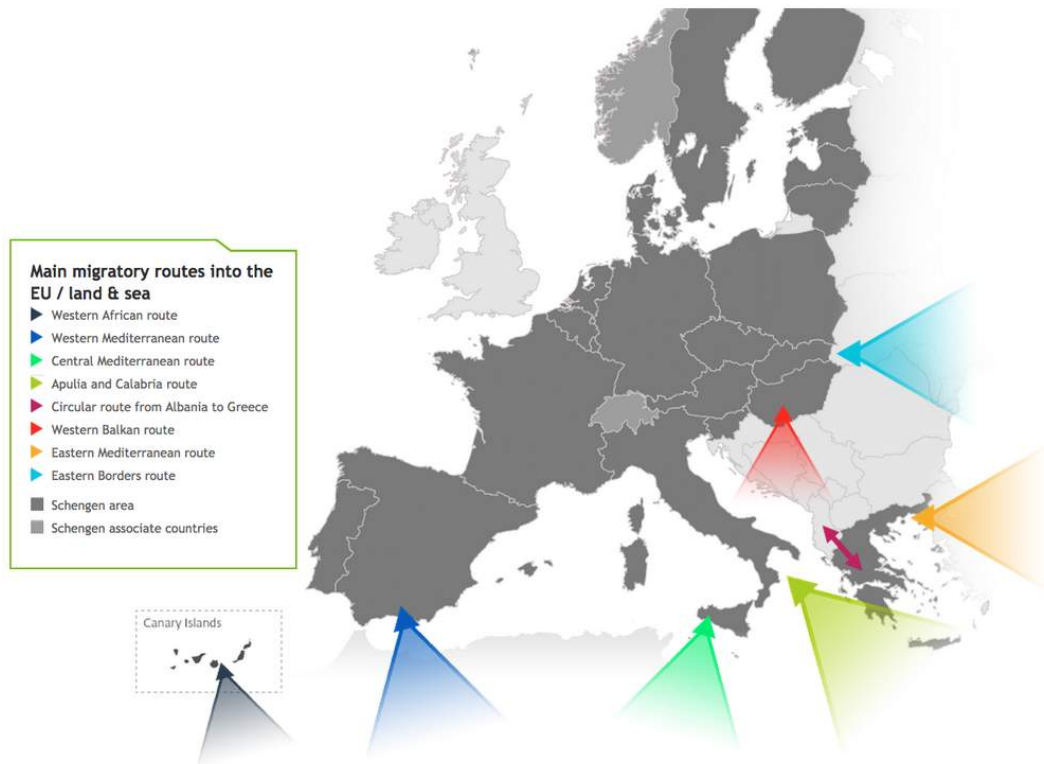 Main migratory routes into the
EU / land & sea
Western African route
Western Mediterranean route
Central Mediterranean route
Apulia and Calabria route
Circular route from Albania to Greece
Western Balkan route
Eastern Mediterranean route
Eastern Borders route
Schengen area
Schengen associate countries
Canary Islands